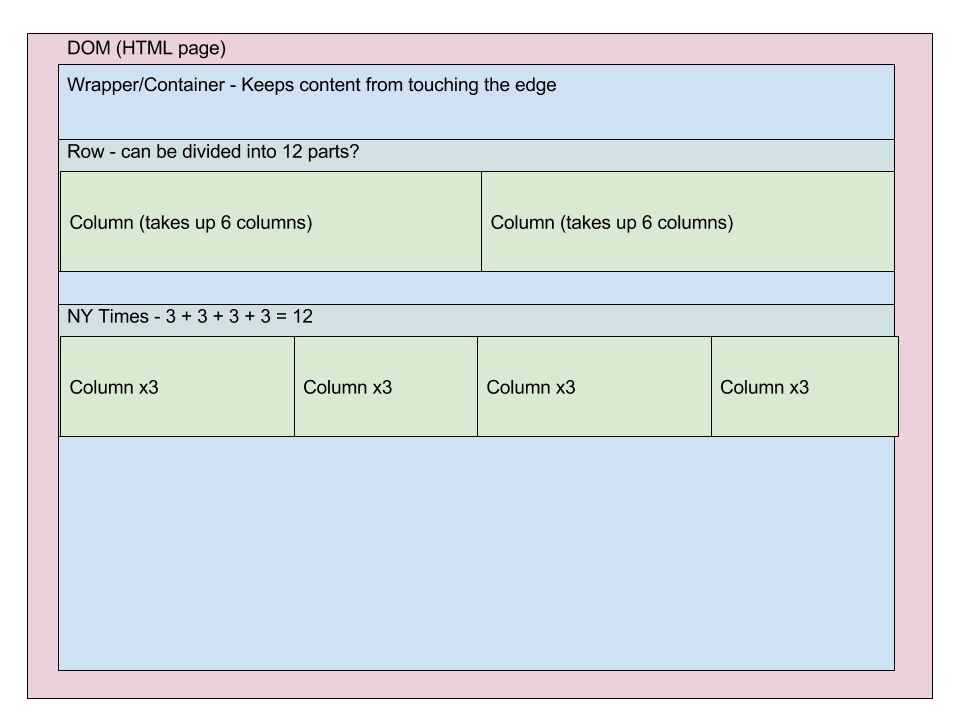 DOM (HTML page)
Wrapper/Container - Keeps content from touching the edge
Row - can be divided into 12 parts?
Column (takes up 6 columns)
Column (takes up 6 columns)
NY Times - 3 + 3 + 3 + 3 = 12
Column x3
Column x3
Column x3
Column x3